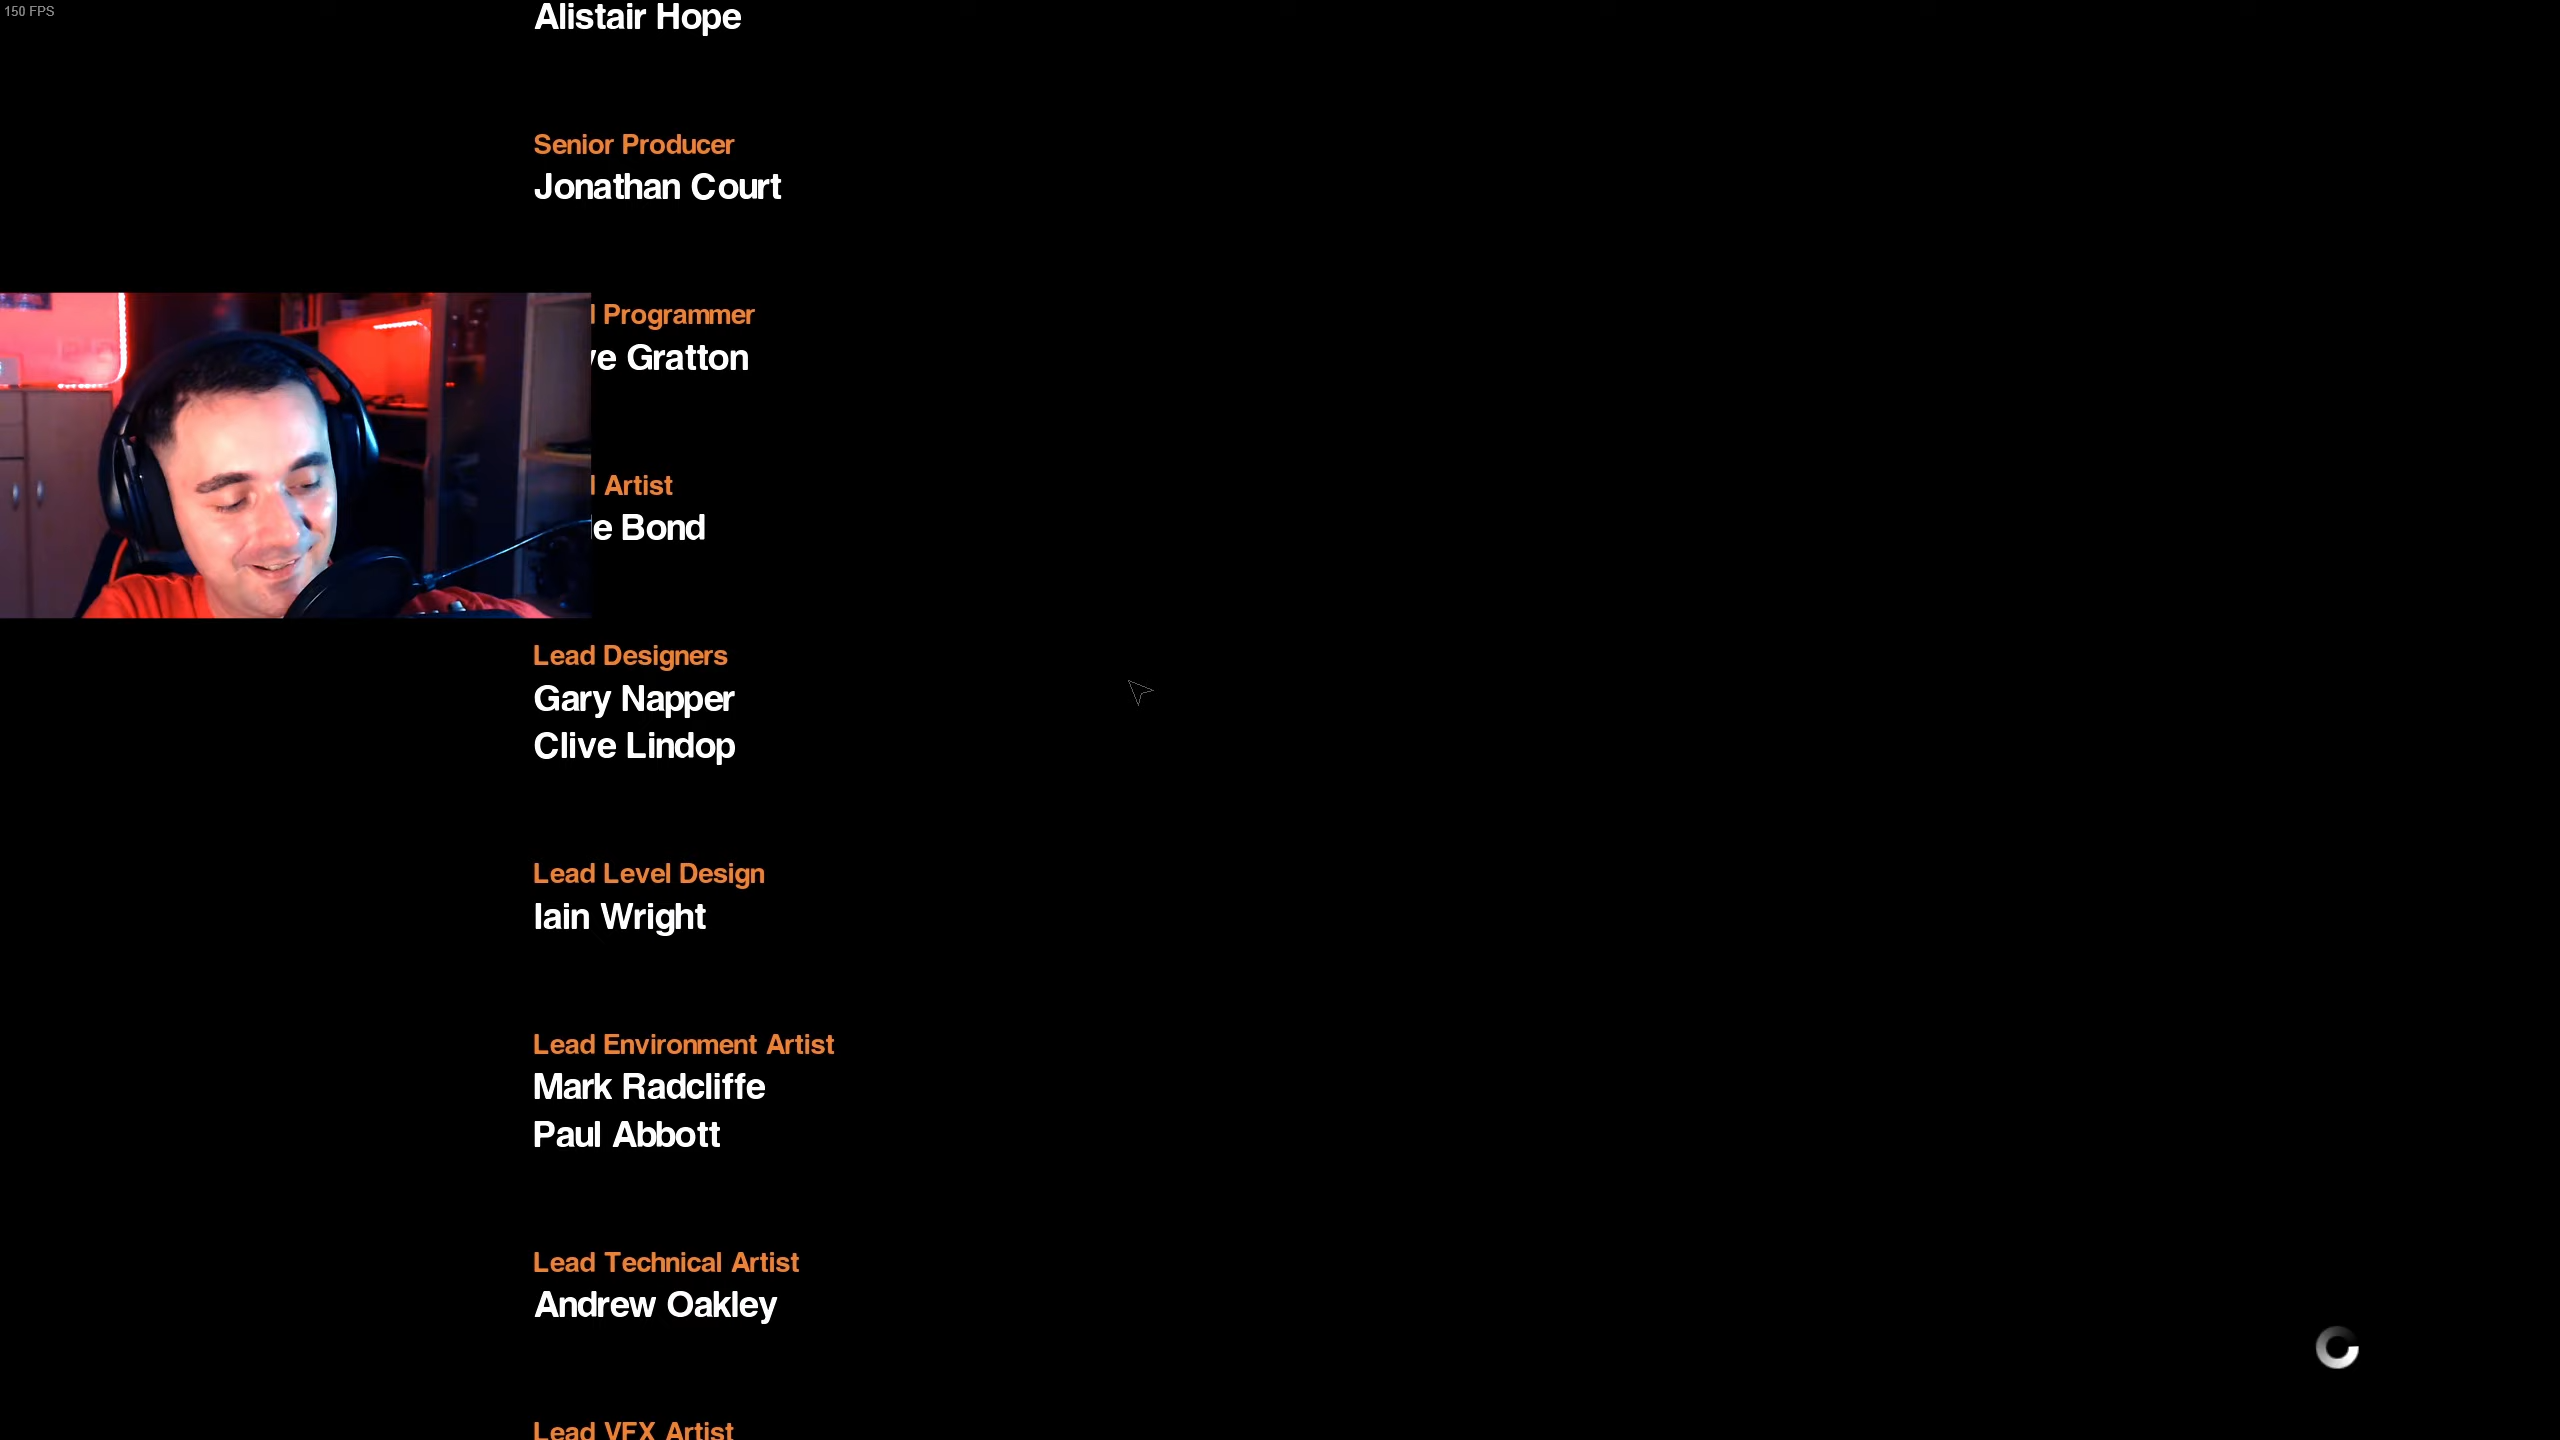 150 FPS
Alistair Hope
Senior Producer
Jonathan Court
Programmer
Gratton
Artist
Bond
Lead Designers
Gary Napper
Clive Lindop
Lead Level Design
Iain Wright
Lead Environment Artist
Mark Radcliffe
Paul Abbott
Lead Technical Artist
Andrew Oakley
Lead VFX Artist